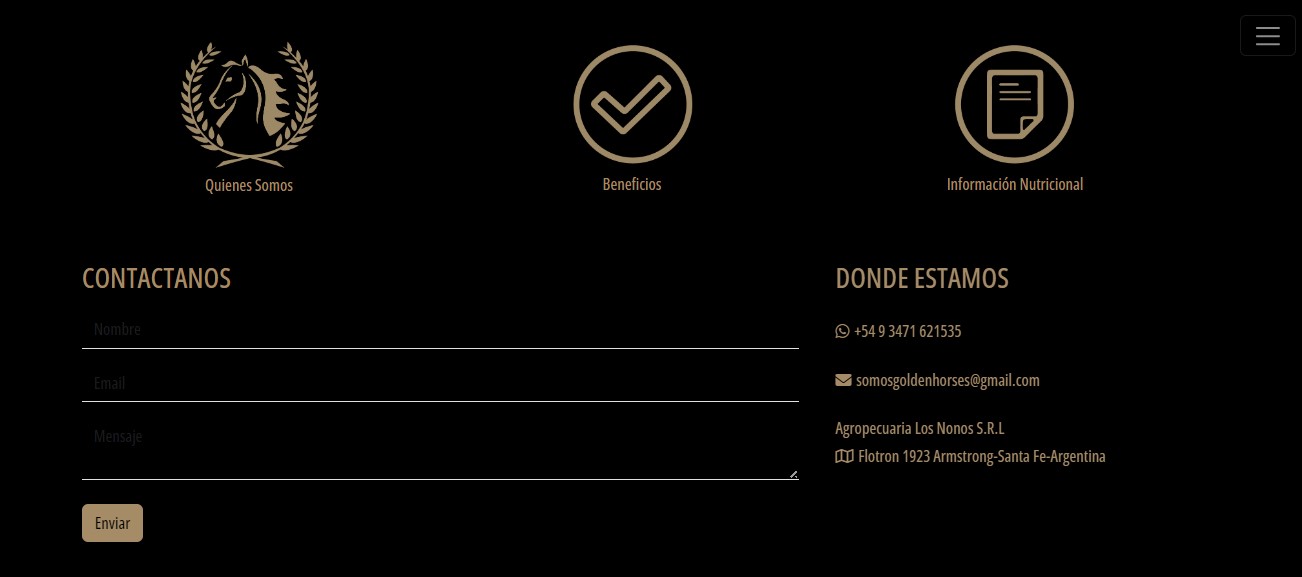 Quienes Somos
Beneficios
Información Nutricional
CONTACTANOS
Nombre
Email
Mensaje
Enviar
DONDE ESTAMOS
+54 9 3471 621535
somosgoldenhorses@gmail.com
Agropecuaria Los Nonos S.R.L
Flotron 1923 Armstrong-Santa Fe-Argentina